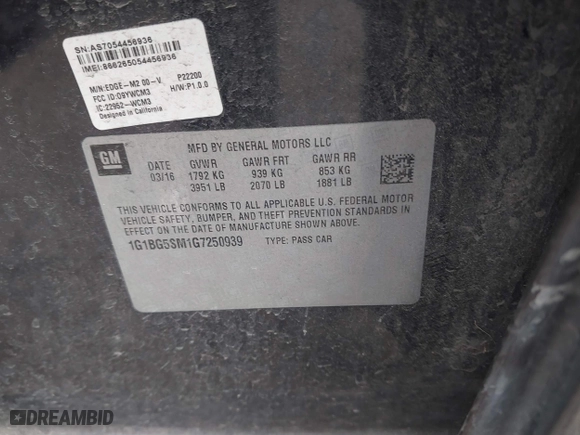 SN:AS7054456936
IMEI:866265054456936
M/N:EDGE-M2 00-V P22200
FCC ID:O9YWCM3 H/W:P1.0.0
IC:22952-WCM3
Designed in California
GM
MFD BY GENERAL MOTORS LLC
DATE GVWR GAWR FRT GAWR RR
03/16 1792 KG 939 KG 853 KG
3951 LB 2070 LB 1881 LB
THIS VEHICLE CONFORMS TO ALL APPLICABLE U.S. FEDERAL MOTOR
VEHICLE SAFETY, BUMPER, AND THEFT PREVENTION STANDARDS IN
EFFECT ON THE DATE OF MANUFACTURE SHOWN ABOVE.
1G1BG5SM1G7250939 TYPE: PASS CAR
DREAMBID